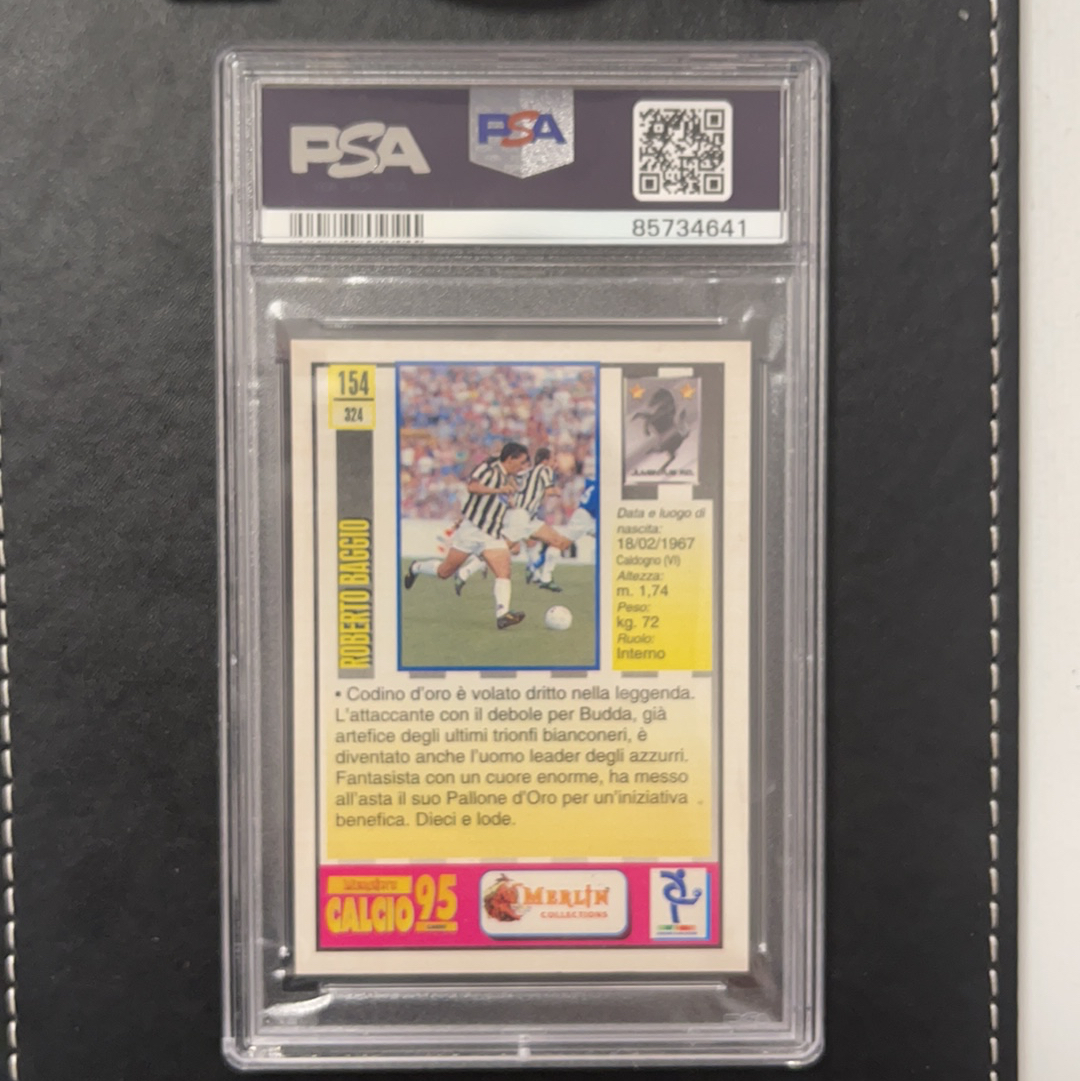 PSA
PSA
85734641
154
324
ROBERTO BAGGIO
JUVENTUS F.C.
Data e luogo di
nascita:
18/02/1967
Caldogno (VI)
Altezza:
m. 1,74
Peso:
kg. 72
Ruolo:
Interno
• Codino d'oro è volato dritto nella leggenda.
L'attaccante con il debole per Budda, già
artefice degli ultimi trionfi bianconeri, è
diventato anche l'uomo leader degli azzurri.
Fantasista con un cuore enorme, ha messo
all'asta il suo Pallone d'Oro per un'iniziativa
benefica. Dieci e lode.
CALCIO 95
MERLIN
COLLECTIONS